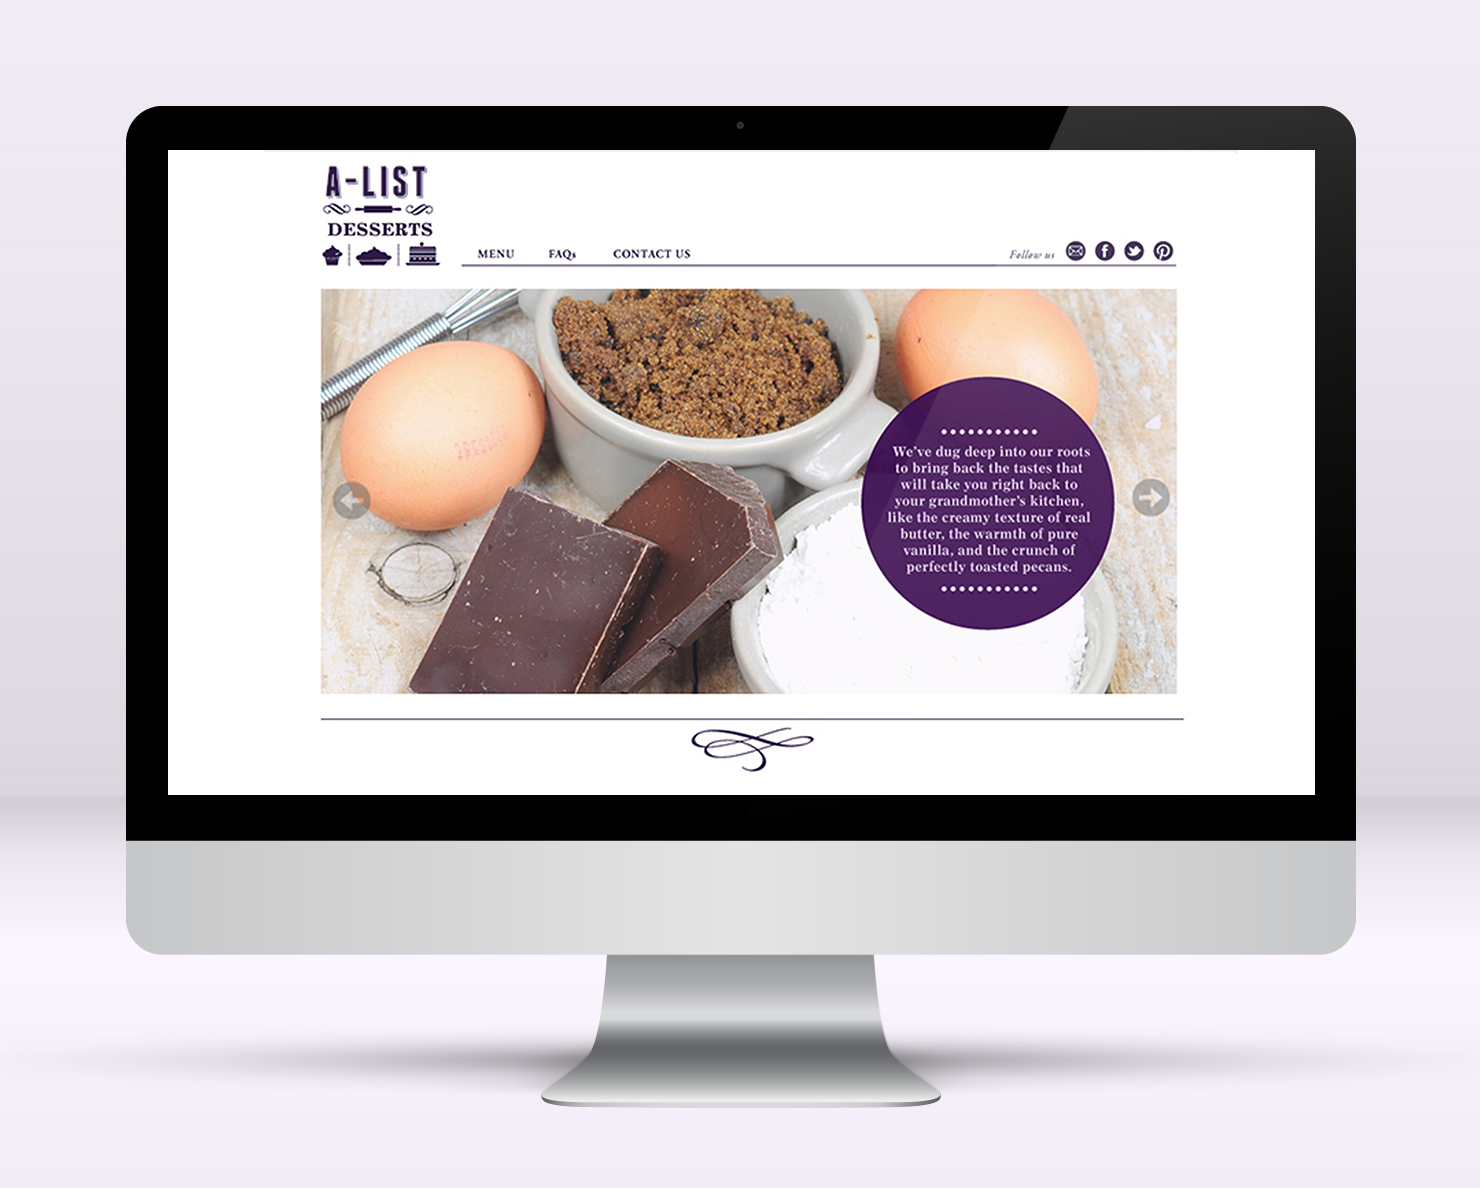 A-LIST
DESSERTS
MENU FAQs CONTACT US
Follow us
We've dug deep into our roots
to bring back the tastes that
will take you right back to
your grandmother's kitchen,
like the creamy texture of real
butter, the warmth of pure
vanilla, and the crunch of
perfectly toasted pecans.